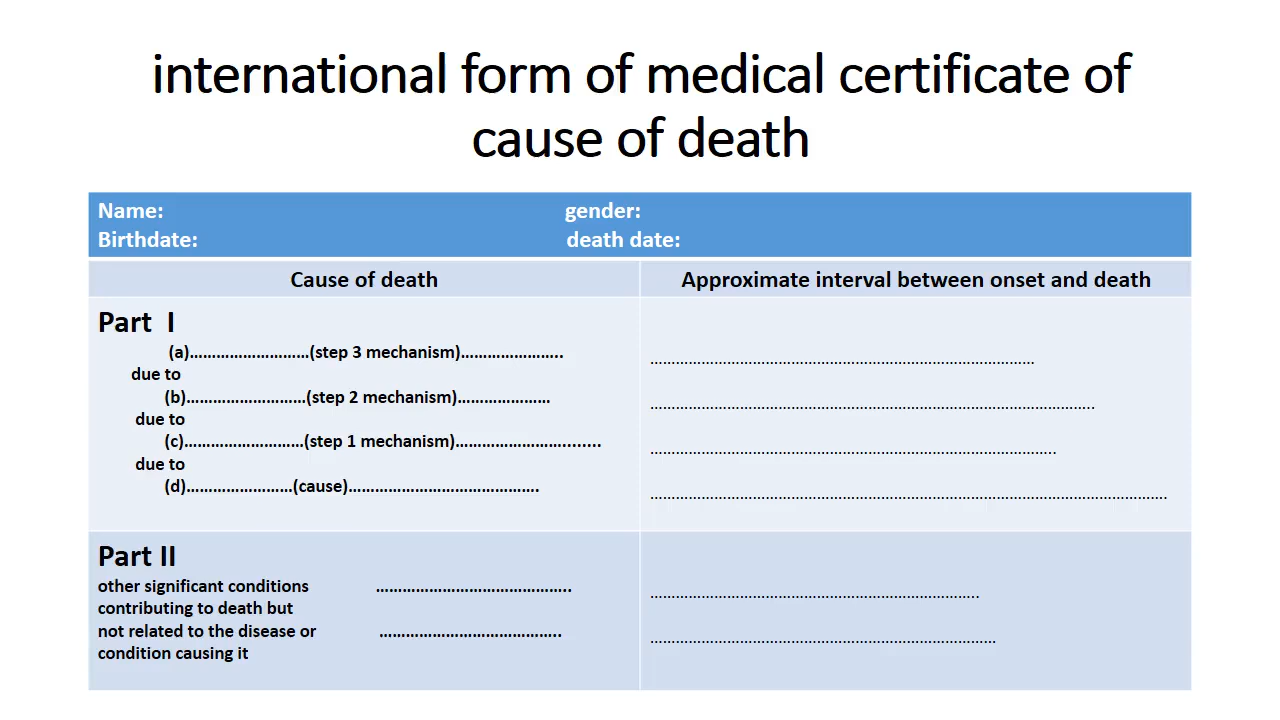 international form of medical certificate of
cause of death
Name: gender:
Birthdate: death date:
Cause of death Approximate interval between onset and death
Part I
(a)………………………(step 3 mechanism)…………………..
…………………………………………………………………………………
due to
(b)………………………(step 2 mechanism)…………………
……………………………………………………………………………………………..
due to
(c)………………………(step 1 mechanism)……………………........
……………………………………………………………………………………..
due to
(d)……………………(cause)…………………………………….
…………………………………………………………………………………………………………….
Part II
other significant conditions ……………………………………..
…………………………………………………………………….
contributing to death but
not related to the disease or …………………………………..
…………………………………………………………………………
condition causing it